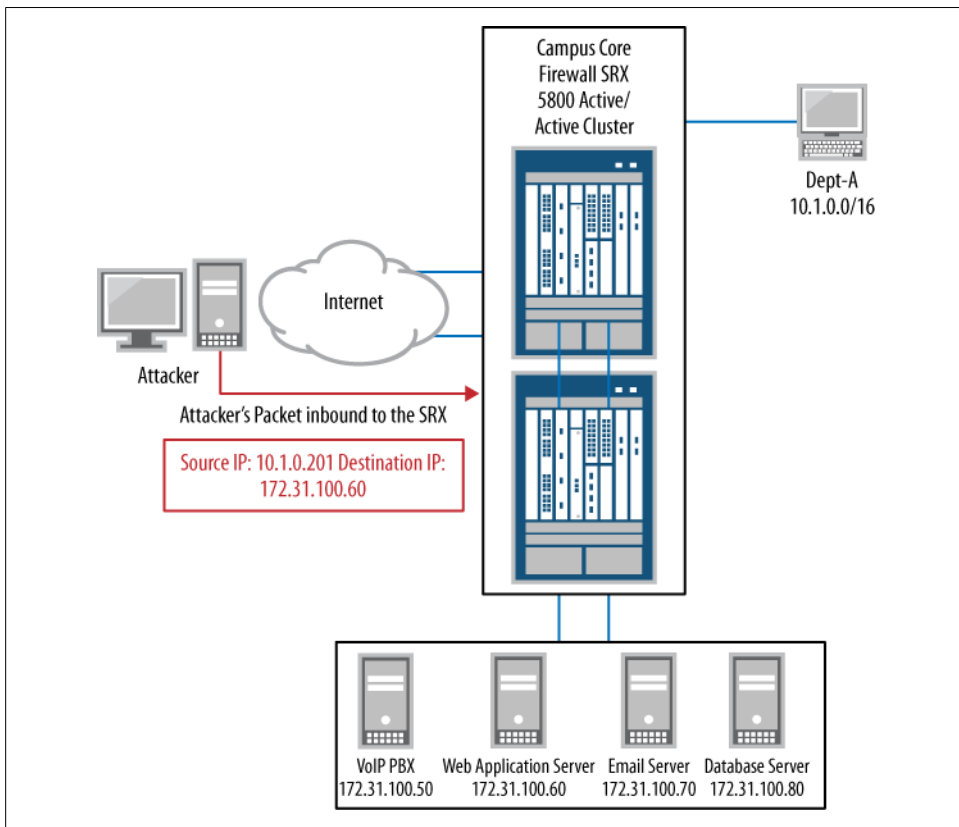 Campus Core
Firewall SRX
5800 Active/
Active Cluster
Dept-A
10.1.0.0/16
Internet
Attacker
Attacker's Packet inbound to the SRX
Source IP: 10.1.0.201 Destination IP:
172.31.100.60
VoIP PBX
172.31.100.50
Web Application Server
172.31.100.60
Email Server
172.31.100.70
Database Server
172.31.100.80